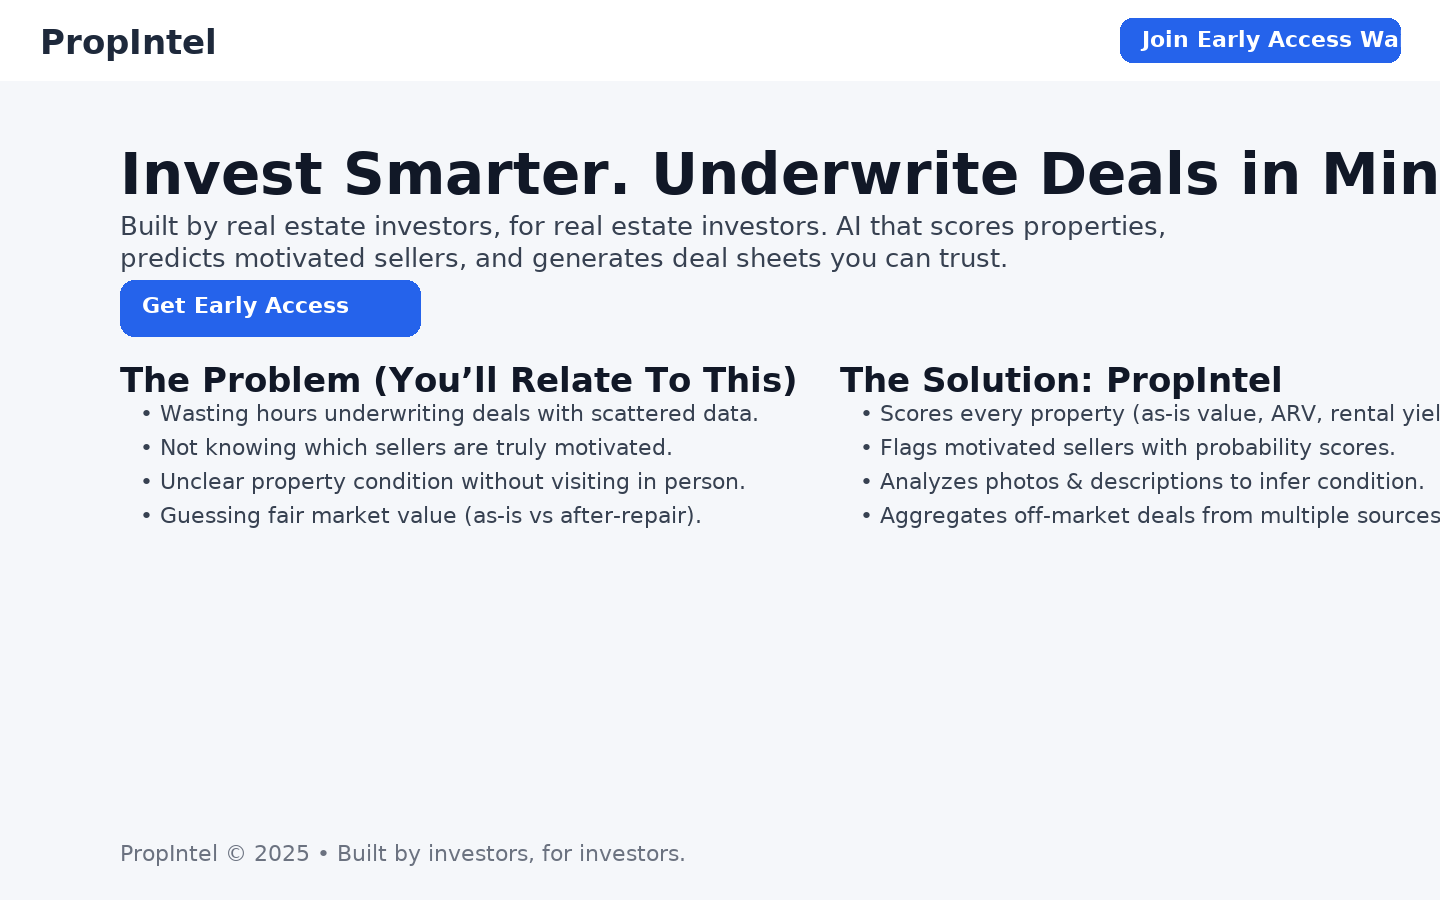 PropIntel
Join Early Access Wa
Invest Smarter. Underwrite Deals in Min
Built by real estate investors, for real estate investors. AI that scores properties,
predicts motivated sellers, and generates deal sheets you can trust.
Get Early Access
The Problem (You’ll Relate To This)
• Wasting hours underwriting deals with scattered data.
• Not knowing which sellers are truly motivated.
• Unclear property condition without visiting in person.
• Guessing fair market value (as-is vs after-repair).
The Solution: PropIntel
• Scores every property (as-is value, ARV, rental yiel
• Flags motivated sellers with probability scores.
• Analyzes photos & descriptions to infer condition.
• Aggregates off-market deals from multiple sources
PropIntel © 2025 • Built by investors, for investors.